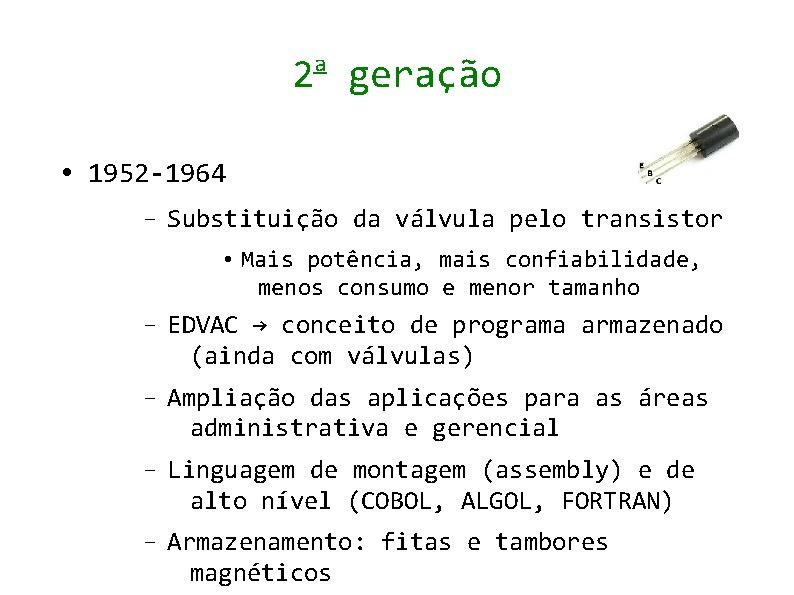 2ª geração
• 1952-1964
E
B
C
– Substituição da válvula pelo transistor
• Mais potência, mais confiabilidade,
menos consumo e menor tamanho
– EDVAC → conceito de programa armazenado
(ainda com válvulas)
– Ampliação das aplicações para as áreas
administrativa e gerencial
– Linguagem de montagem (assembly) e de
alto nível (COBOL, ALGOL, FORTRAN)
– Armazenamento: fitas e tambores
magnéticos